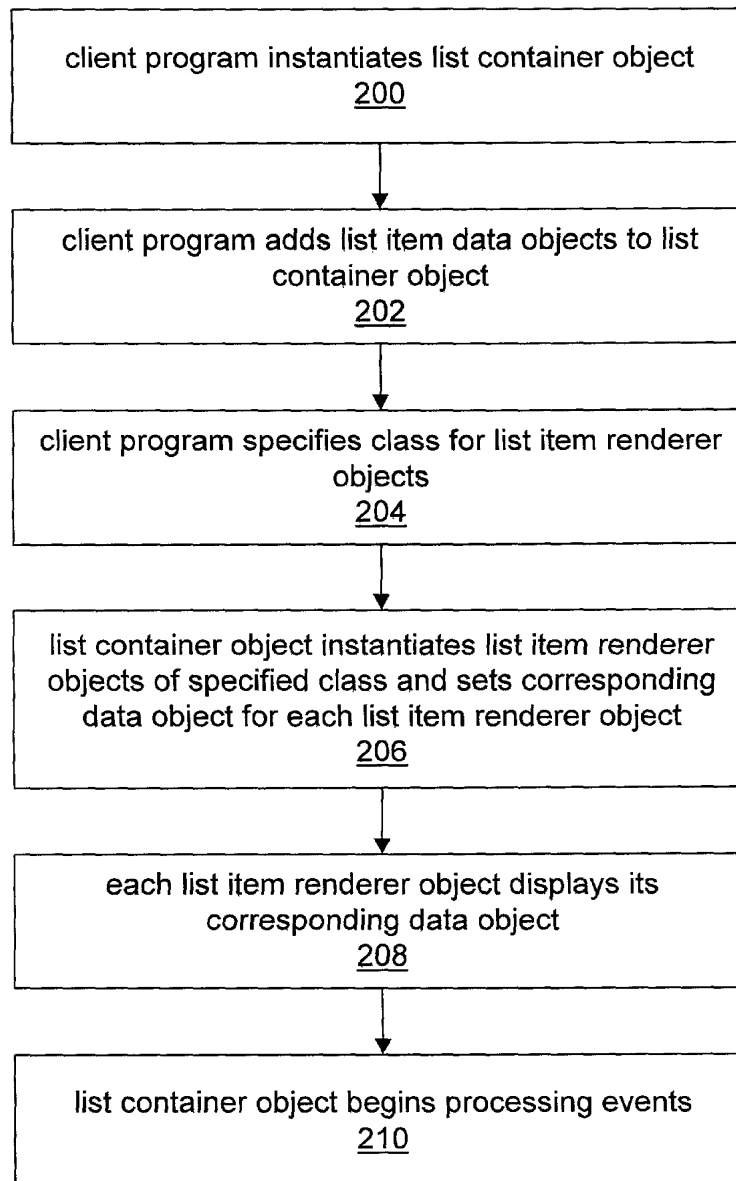 client program instantiates list container object
200
client program adds list item data objects to list
container object
202
client program specifies class for list item renderer
objects
204
list container object instantiates list item renderer
objects of specified class and sets corresponding
data object for each list item renderer object
206
each list item renderer object displays its
corresponding data object
208
list container object begins processing events
210